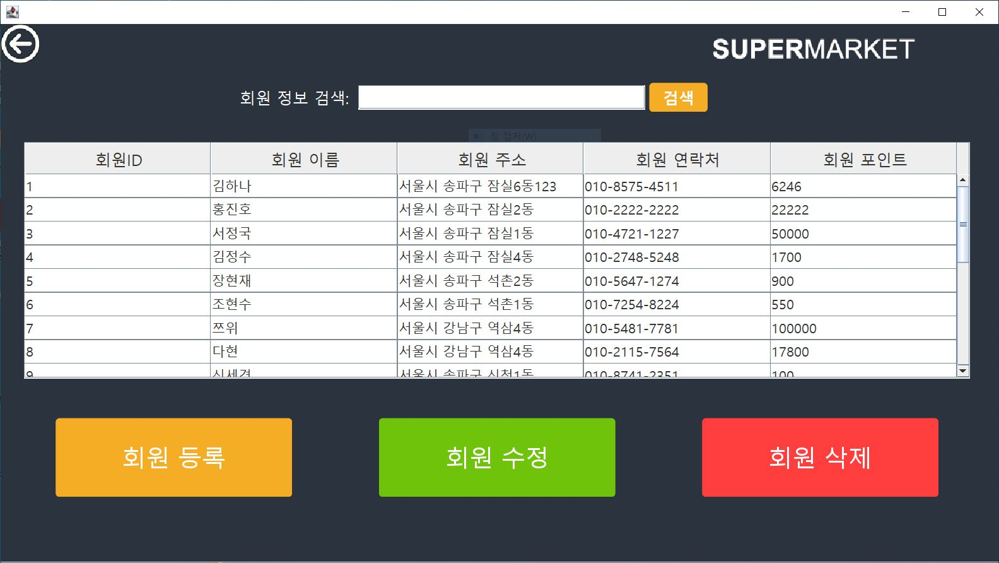 SUPERMARKET
회원 정보 검색: 검색
창 캡처(W)
회원ID 회원 이름 회원 주소 회원 연락처 회원 포인트
1 김하나 서울시 송파구 잠실6동123 010-8575-4511 6246
2 홍진호 서울시 송파구 잠실2동 010-2222-2222 22222
3 서정국 서울시 송파구 잠실1동 010-4721-1227 50000
4 김정수 서울시 송파구 잠실4동 010-2748-5248 1700
5 장현재 서울시 송파구 석촌2동 010-5647-1274 900
6 조현수 서울시 송파구 석촌1동 010-7254-8224 550
7 쯔위 서울시 강남구 역삼4동 010-5481-7781 100000
8 다현 서울시 강남구 역삼4동 010-2115-7564 17800
9 신세경 서울시 송파구 신천1동 010-8741-2351 100
회원 등록 회원 수정 회원 삭제